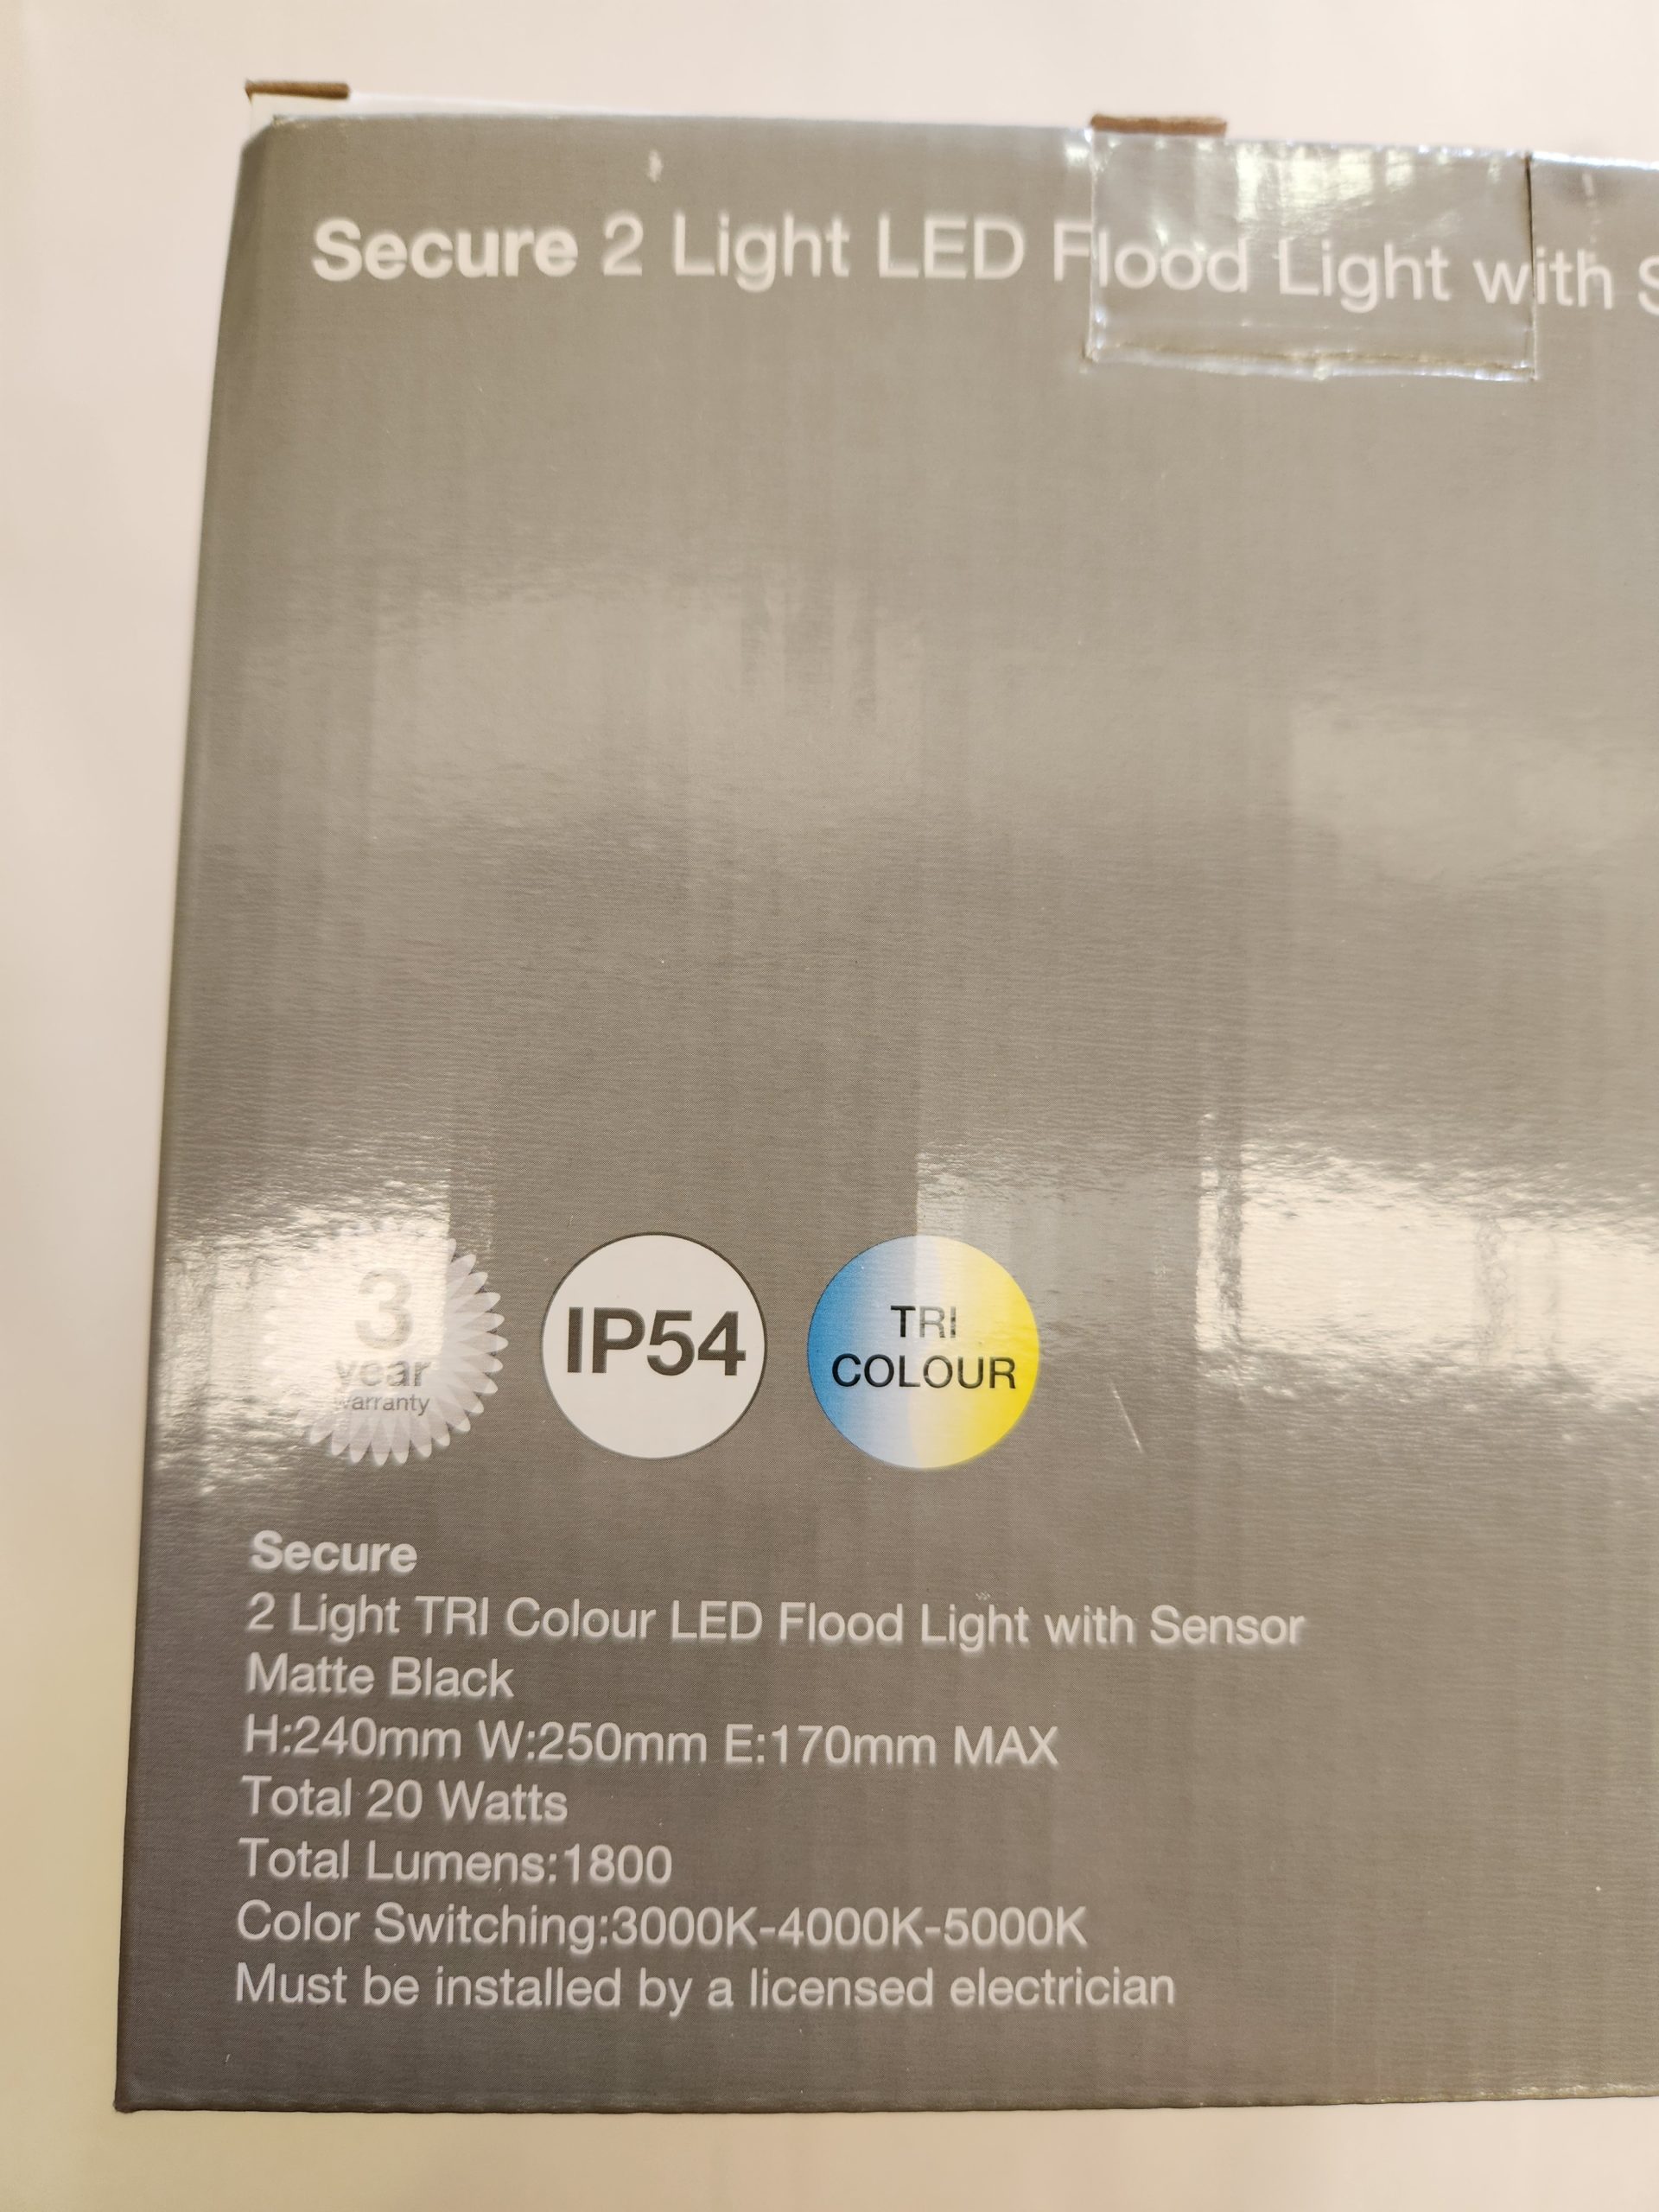 Secure 2 Light LED Flood Light with S
3
year
warranty
IP54
TRI
COLOUR
Secure
2 Light TRI Colour LED Flood Light with Sensor
Matte Black
H:240mm W:250mm E:170mm MAX
Total 20 Watts
Total Lumens:1800
Color Switching:3000K-4000K-5000K
Must be installed by a licensed electrician